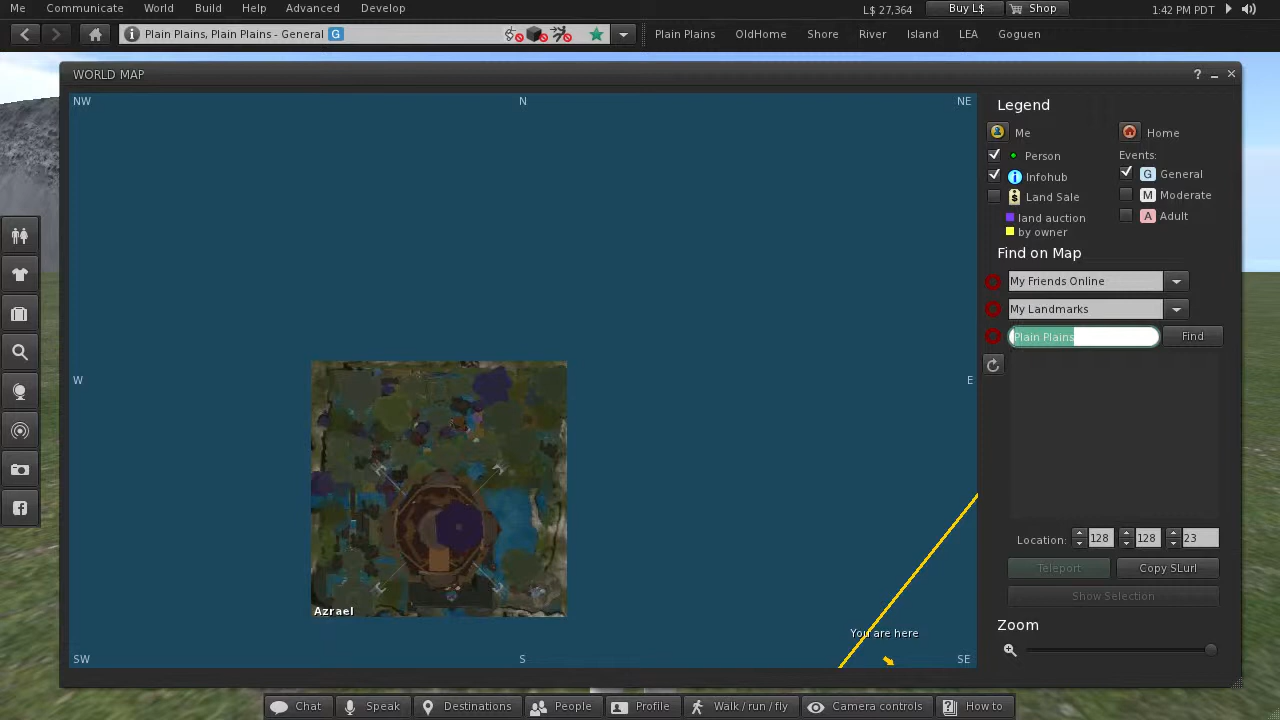 Me Communicate World Build Help Advanced Develop L$ 27,364 Buy L$ Shop 1:42 PM PDT
Plain Plains, Plain Plains - General G Plain Plains OldHome Shore River Island LEA Goguen
WORLD MAP ?
NW N NE
W E
SW S SE
Azrael
You are here
Legend
Me Home
Person Events:
Infohub G General
Land Sale M Moderate
land auction A Adult
by owner
Find on Map
My Friends Online
My Landmarks
Plain Plains Find
Location: 128 128 23
Teleport Copy SLurl
Show Selection
Zoom
Chat Speak Destinations People Profile Walk / run / fly Camera controls How to